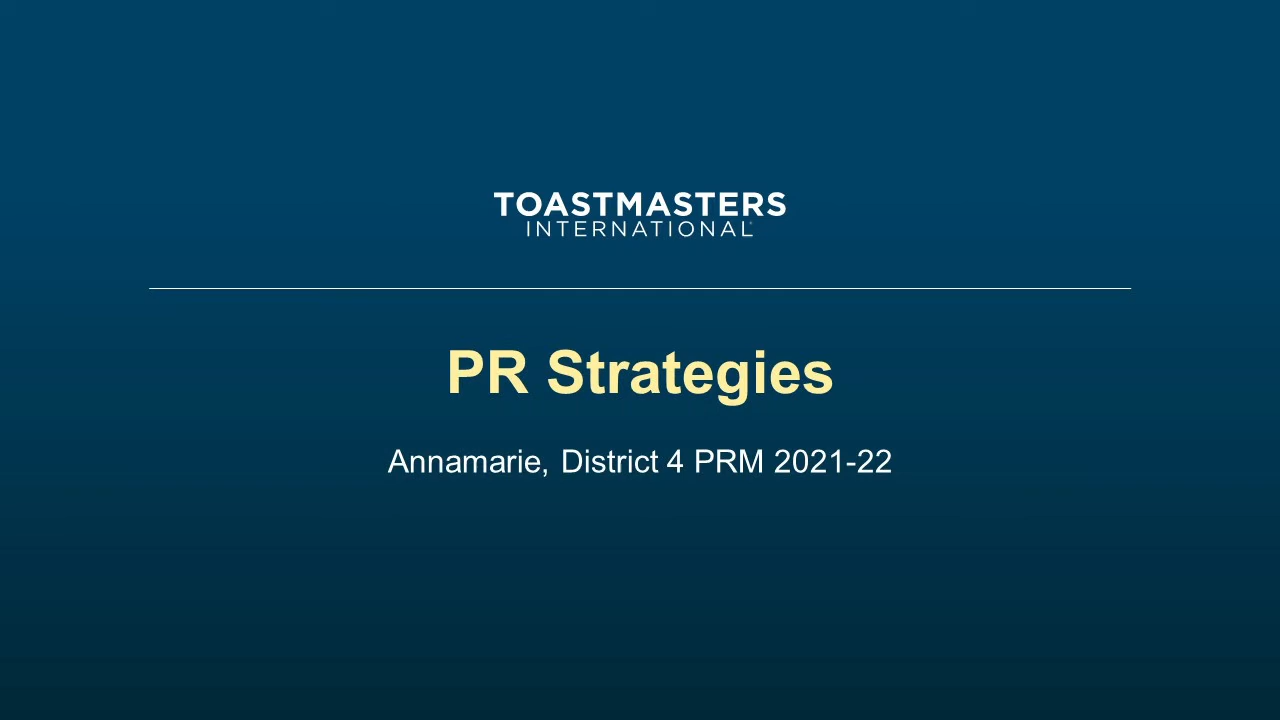 TOASTMASTERS
INTERNATIONAL
PR Strategies
Annamarie, District 4 PRM 2021-22